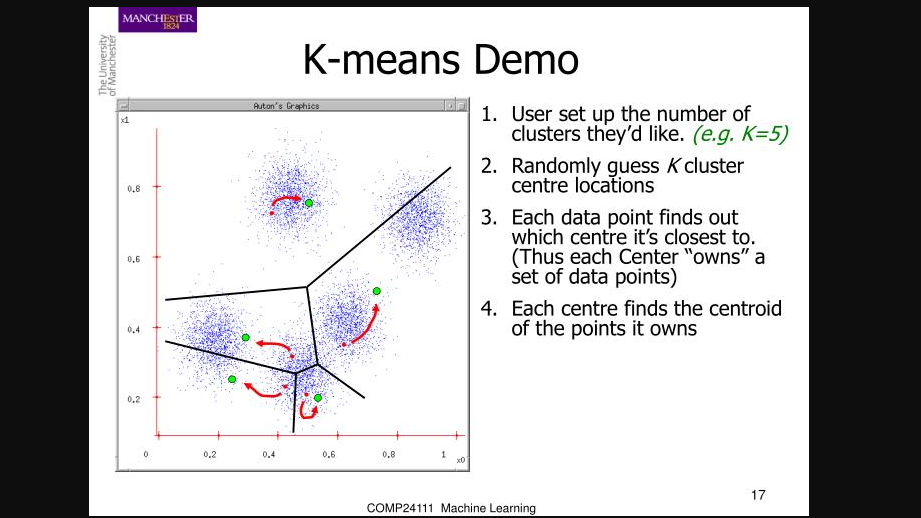 MANCHESTER
1824
The University
of Manchester
K-means Demo
Auton's Graphics
x1
0.8
0.6
0.4
0.2
0
0.2
0.4
0.6
0.8
1
x0
1. User set up the number of
clusters they'd like. (e.g. K=5)
2. Randomly guess K cluster
centre locations
3. Each data point finds out
which centre it's closest to.
(Thus each Center “owns” a
set of data points)
4. Each centre finds the centroid
of the points it owns
17
COMP24111 Machine Learning